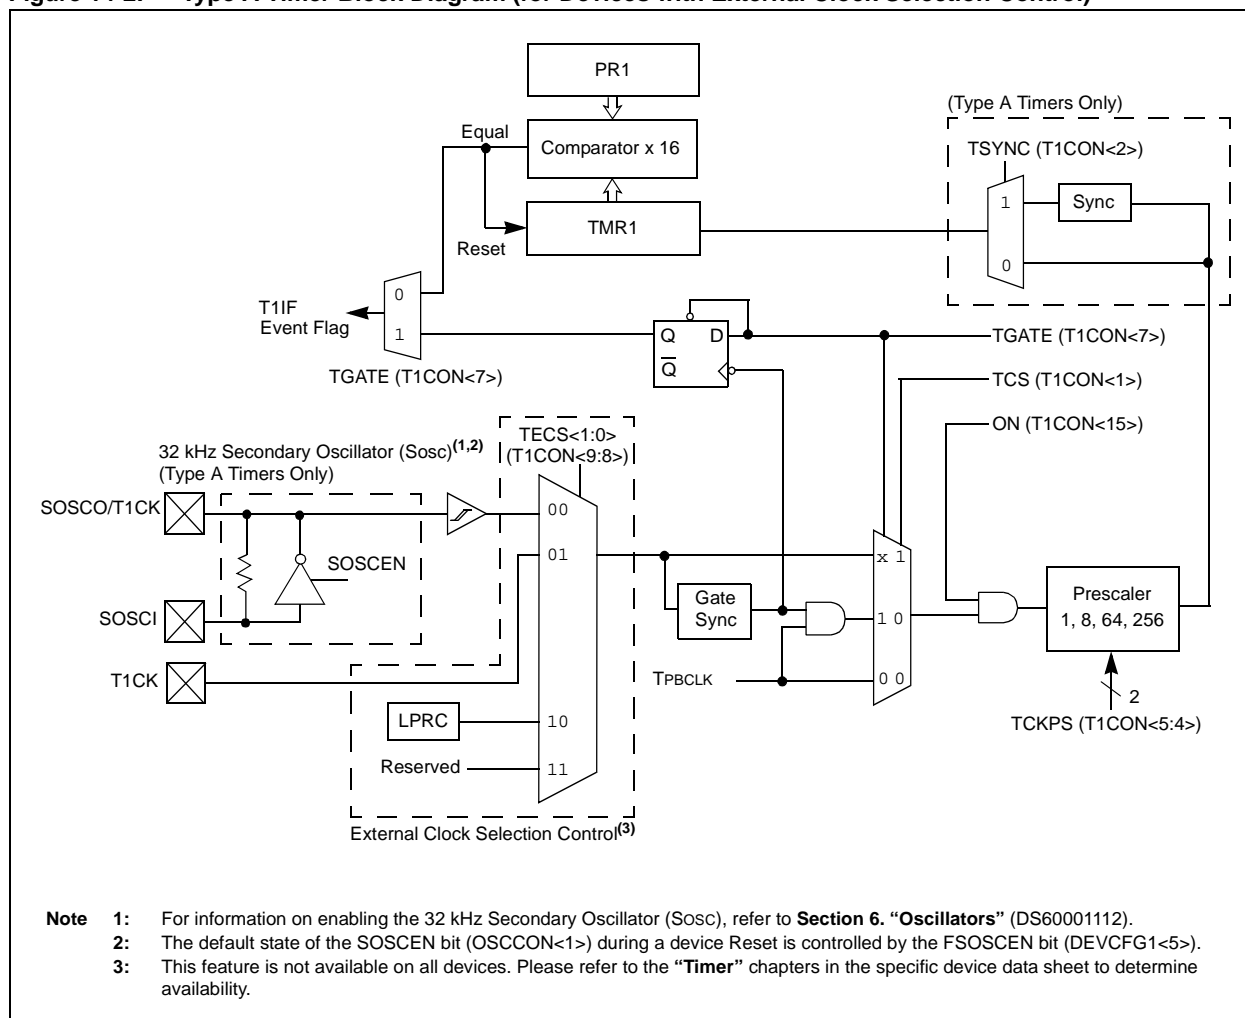 PR1
(Type A Timers Only)
Equal
Comparator x 16
TSYNC (T1CON<2>)
1
Sync
TMR1
Reset
0
T1IF
Event Flag
0
1
Q
D
Q
TGATE (T1CON<7>)
TGATE (T1CON<7>)
TCS (T1CON<1>)
ON (T1CON<15>)
TECS<1:0>
(T1CON<9:8>)
32 kHz Secondary Oscillator (SOSC)(1,2)
(Type A Timers Only)
SOSCO/T1CK
00
01
SOSCEN
x 1
SOSCI
Gate
Sync
1 0
Prescaler
1, 8, 64, 256
T1CK
TPBCLK
0 0
2
LPRC
10
TCKPS (T1CON<5:4>)
Reserved
11
External Clock Selection Control(3)
Note 1: For information on enabling the 32 kHz Secondary Oscillator (SOSC), refer to Section 6. “Oscillators” (DS60001112).
2: The default state of the SOSCEN bit (OSCCON<1>) during a device Reset is controlled by the FSOSCEN bit (DEVCFG1<5>).
3: This feature is not available on all devices. Please refer to the “Timer” chapters in the specific device data sheet to determine
availability.